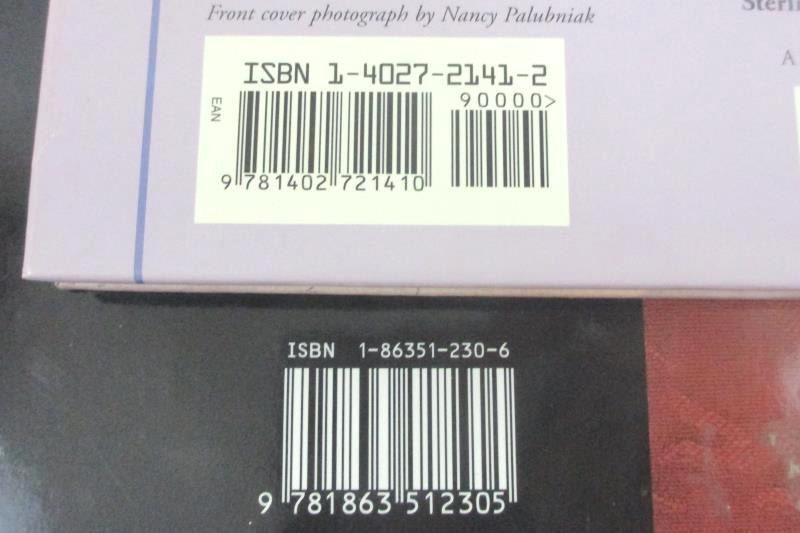 Front cover photograph by Nancy Palubniak
ISBN 1-4027-2141-2
90000>
EAN
9 781402 721410
ISBN 1-86351-230-6
9 781863 512305